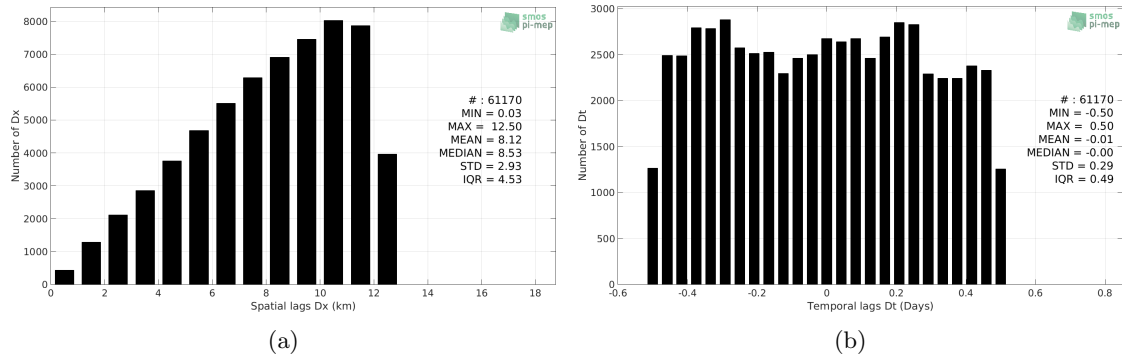 smos
pi-mep
8000
7000
6000
5000
4000
3000
2000
1000
0
Number of Dx
# : 61170
MIN = 0.03
MAX = 12.50
MEAN = 8.12
MEDIAN = 8.53
STD = 2.93
IQR = 4.53
0 2 4 6 8 10 12 14 16 18
Spatial lags Dx (km)
(a)
smos
pi-mep
3000
2500
2000
1500
1000
500
0
Number of Dt
# : 61170
MIN = -0.50
MAX = 0.50
MEAN = -0.01
MEDIAN = -0.00
STD = 0.29
IQR = 0.49
-0.6 -0.4 -0.2 0 0.2 0.4 0.6 0.8
Temporal lags Dt (Days)
(b)